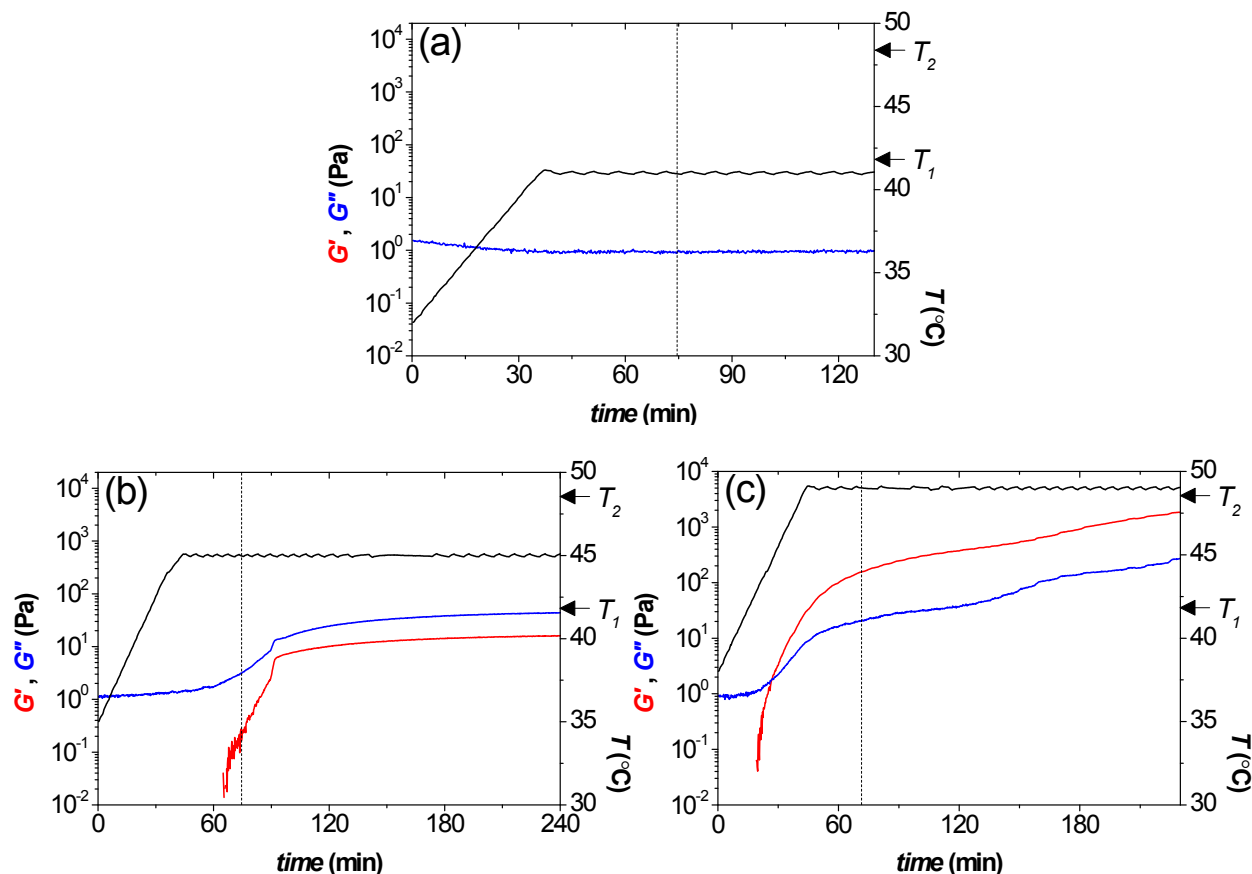 (a)
G', G" (Pa)
10⁴
10³
10²
10¹
10⁰
10⁻¹
10⁻²
0 30 60 90 120
time (min)
50
45
40
35
30
T (°C)
T₂
T₁
(b)
G', G" (Pa)
10⁴
10³
10²
10¹
10⁰
10⁻¹
10⁻²
0 60 120 180 240
time (min)
50
45
40
35
30
T (°C)
T₂
T₁
(c)
G', G" (Pa)
10⁴
10³
10²
10¹
10⁰
10⁻¹
10⁻²
0 60 120 180
time (min)
50
45
40
35
30
T (°C)
T₂
T₁